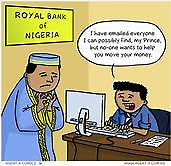 ROYAL BANK
OF
NIGERIA
I have emailed everyone
I can possibly find, my Prince,
but no-one wants to help
you move your money.